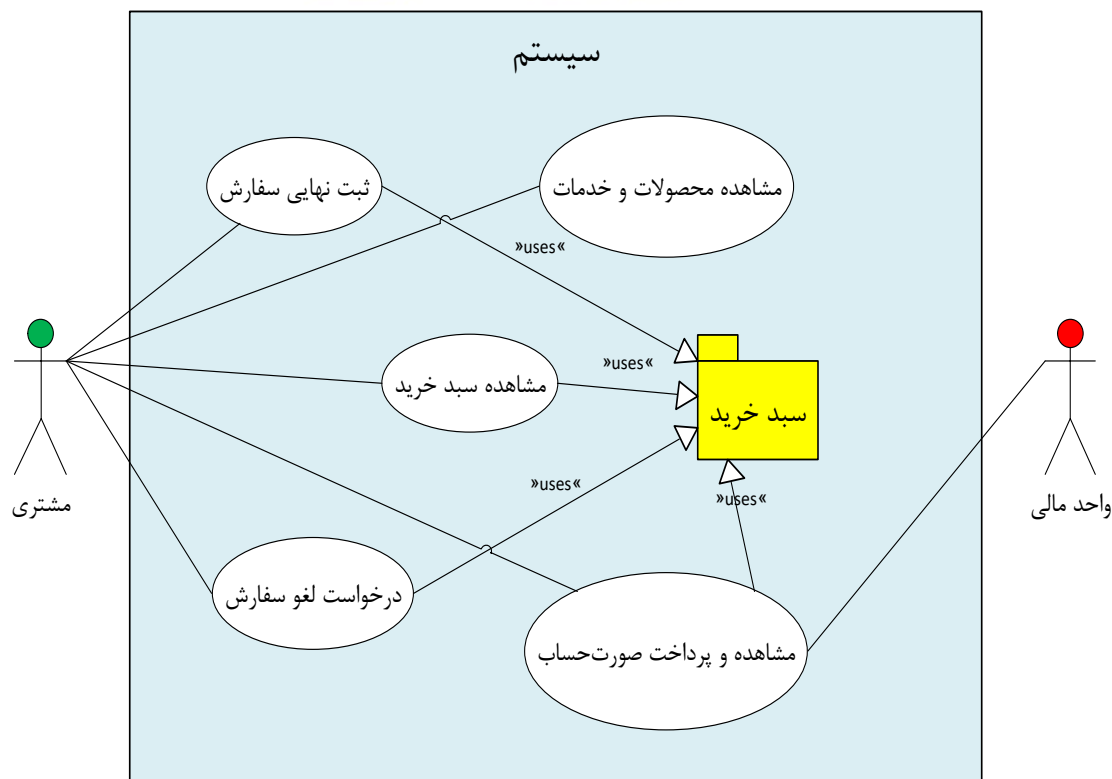 سیستم
مشاهده محصولات و خدمات
ثبت نهایی سفارش
»uses«
»uses«
مشاهده سبد خرید
سبد خرید
»uses«
»uses«
واحد مالی
مشتری
درخواست لغو سفارش
مشاهده و پرداخت صورت‌حساب